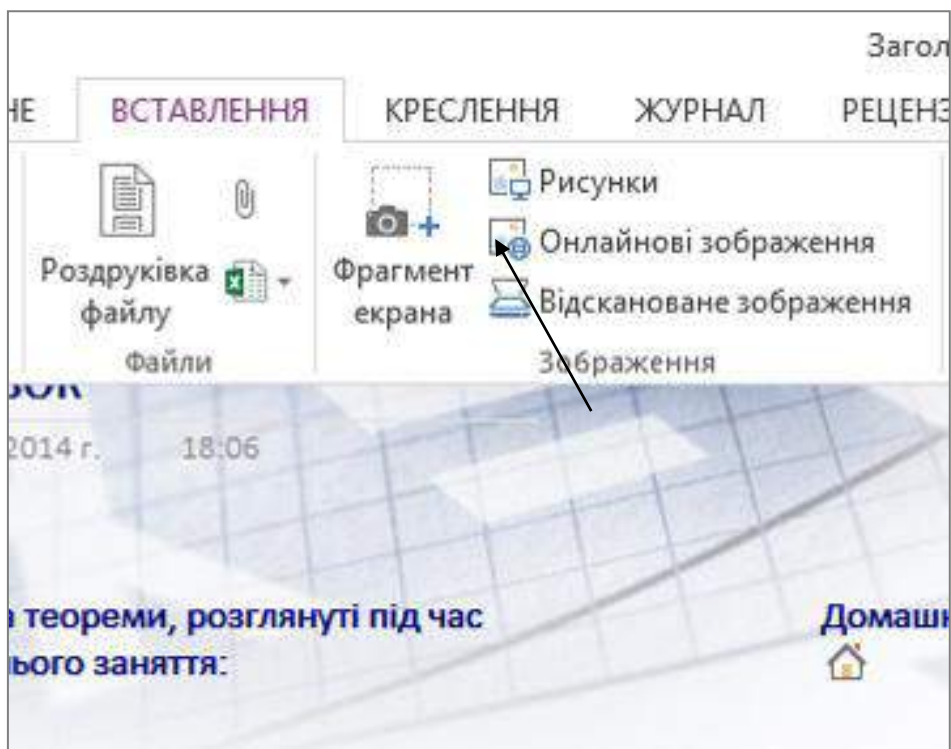 Загол
НЕ ВСТАВЛЕННЯ КРЕСЛЕННЯ ЖУРНАЛ РЕЦЕНЗ
Роздруківка файлу
Файли
Фрагмент екрана
Рисунки
Онлайнові зображення
Відскановане зображення
Зображення
2014 г. 18:06
теореми, розглянуті під час
ього заняття:
Домашн